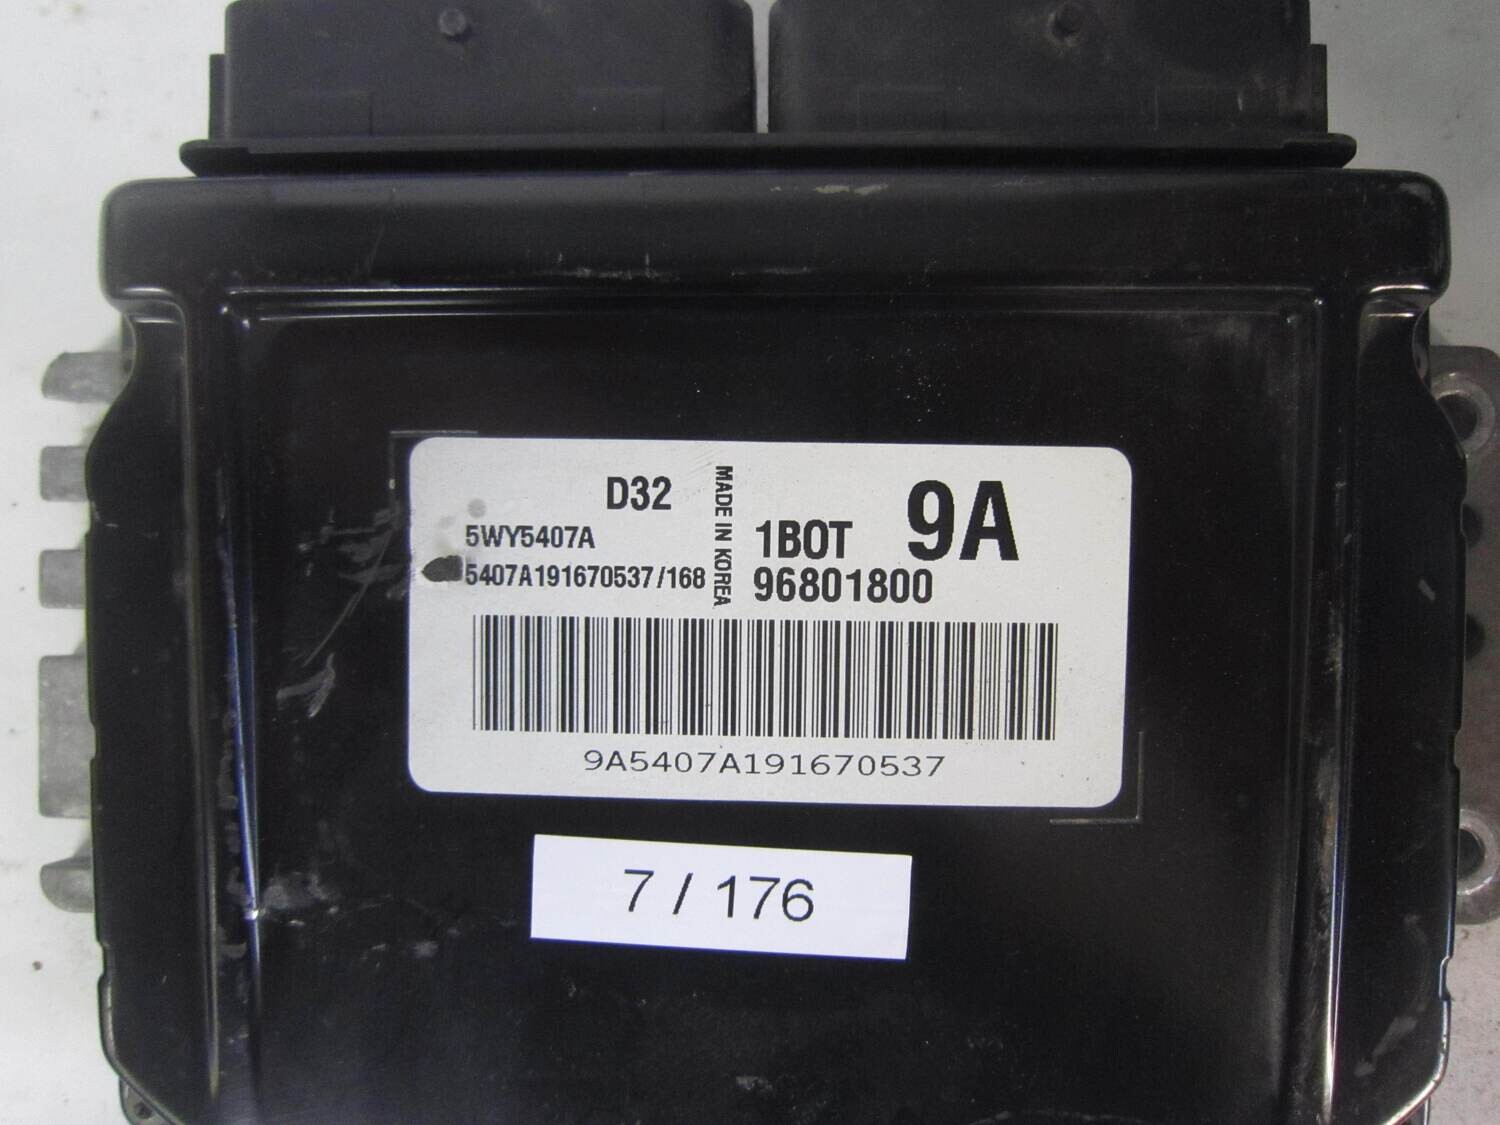 D32
5WY5407A
5407A191670537/168
MADE IN KOREA
1BOT 9A
96801800
9A5407A191670537
7 / 176